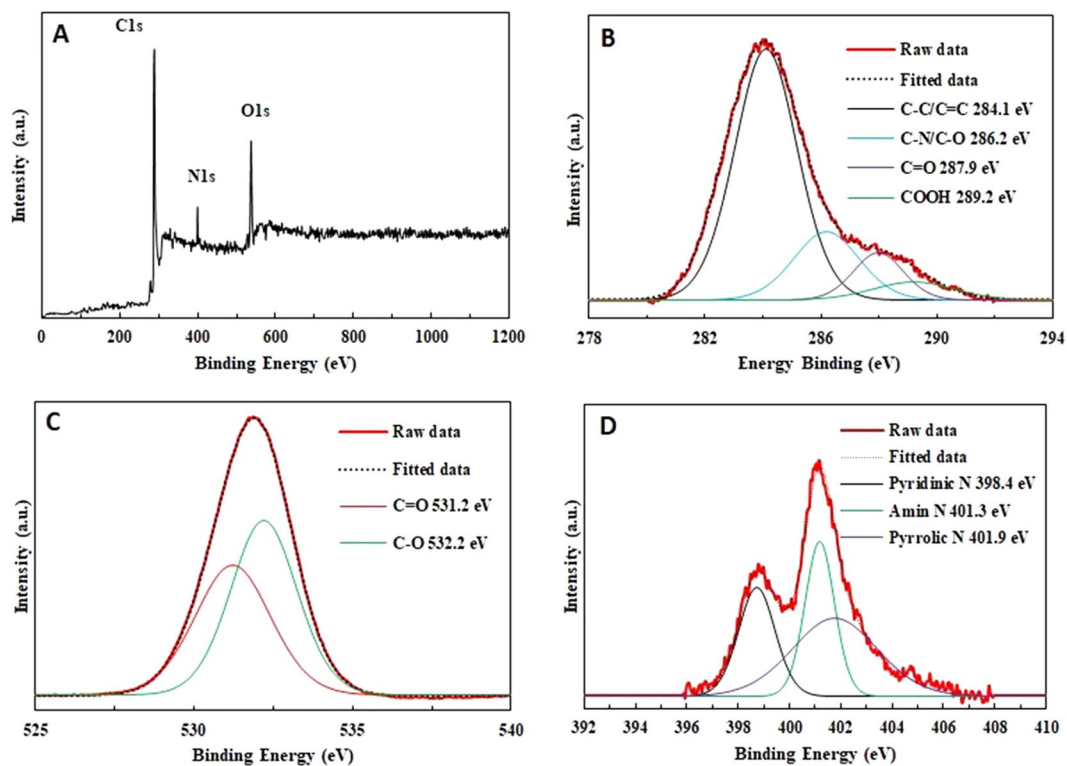 A
C1s
O1s
N1s
Intensity (a.u.)
0 200 400 600 800 1000 1200
Binding Energy (eV)
B
Raw data
Fitted data
C-C/C=C 284.1 eV
C-N/C-O 286.2 eV
C=O 287.9 eV
COOH 289.2 eV
Intensity (a.u.)
278 282 286 290 294
Energy Binding (eV)
C
Raw data
Fitted data
C=O 531.2 eV
C-O 532.2 eV
Intensity (a.u.)
525 530 535 540
Binding Energy (eV)
D
Raw data
Fitted data
Pyridinic N 398.4 eV
Amin N 401.3 eV
Pyrrolic N 401.9 eV
Intensity (a.u.)
392 394 396 398 400 402 404 406 408 410
Binding Energy (eV)